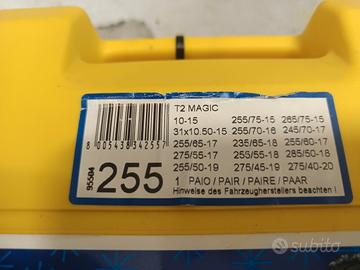 T2 MAGIC
10-15 255/75-15 265/75-15
31x10.50-15 255/70-16 245/70-17
255/65-17 235/65-18 255/60-17
275/55-17 255/55-18 285/50-18
255/50-19 275/45-19 275/40-20
1 PAIO / PAIR / PAIRE / PAAR
Hinweise des Fahrzeugherstellers beachten !
8 005438 342557
95504
255
subito